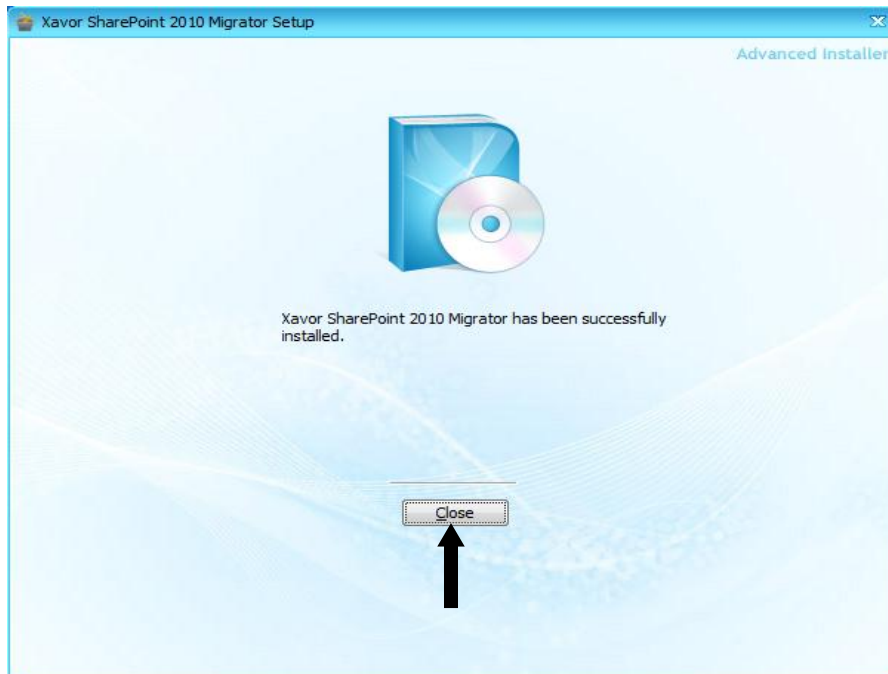 Xavor SharePoint 2010 Migrator Setup
Advanced Installer
Xavor SharePoint 2010 Migrator has been successfully
installed.
Close